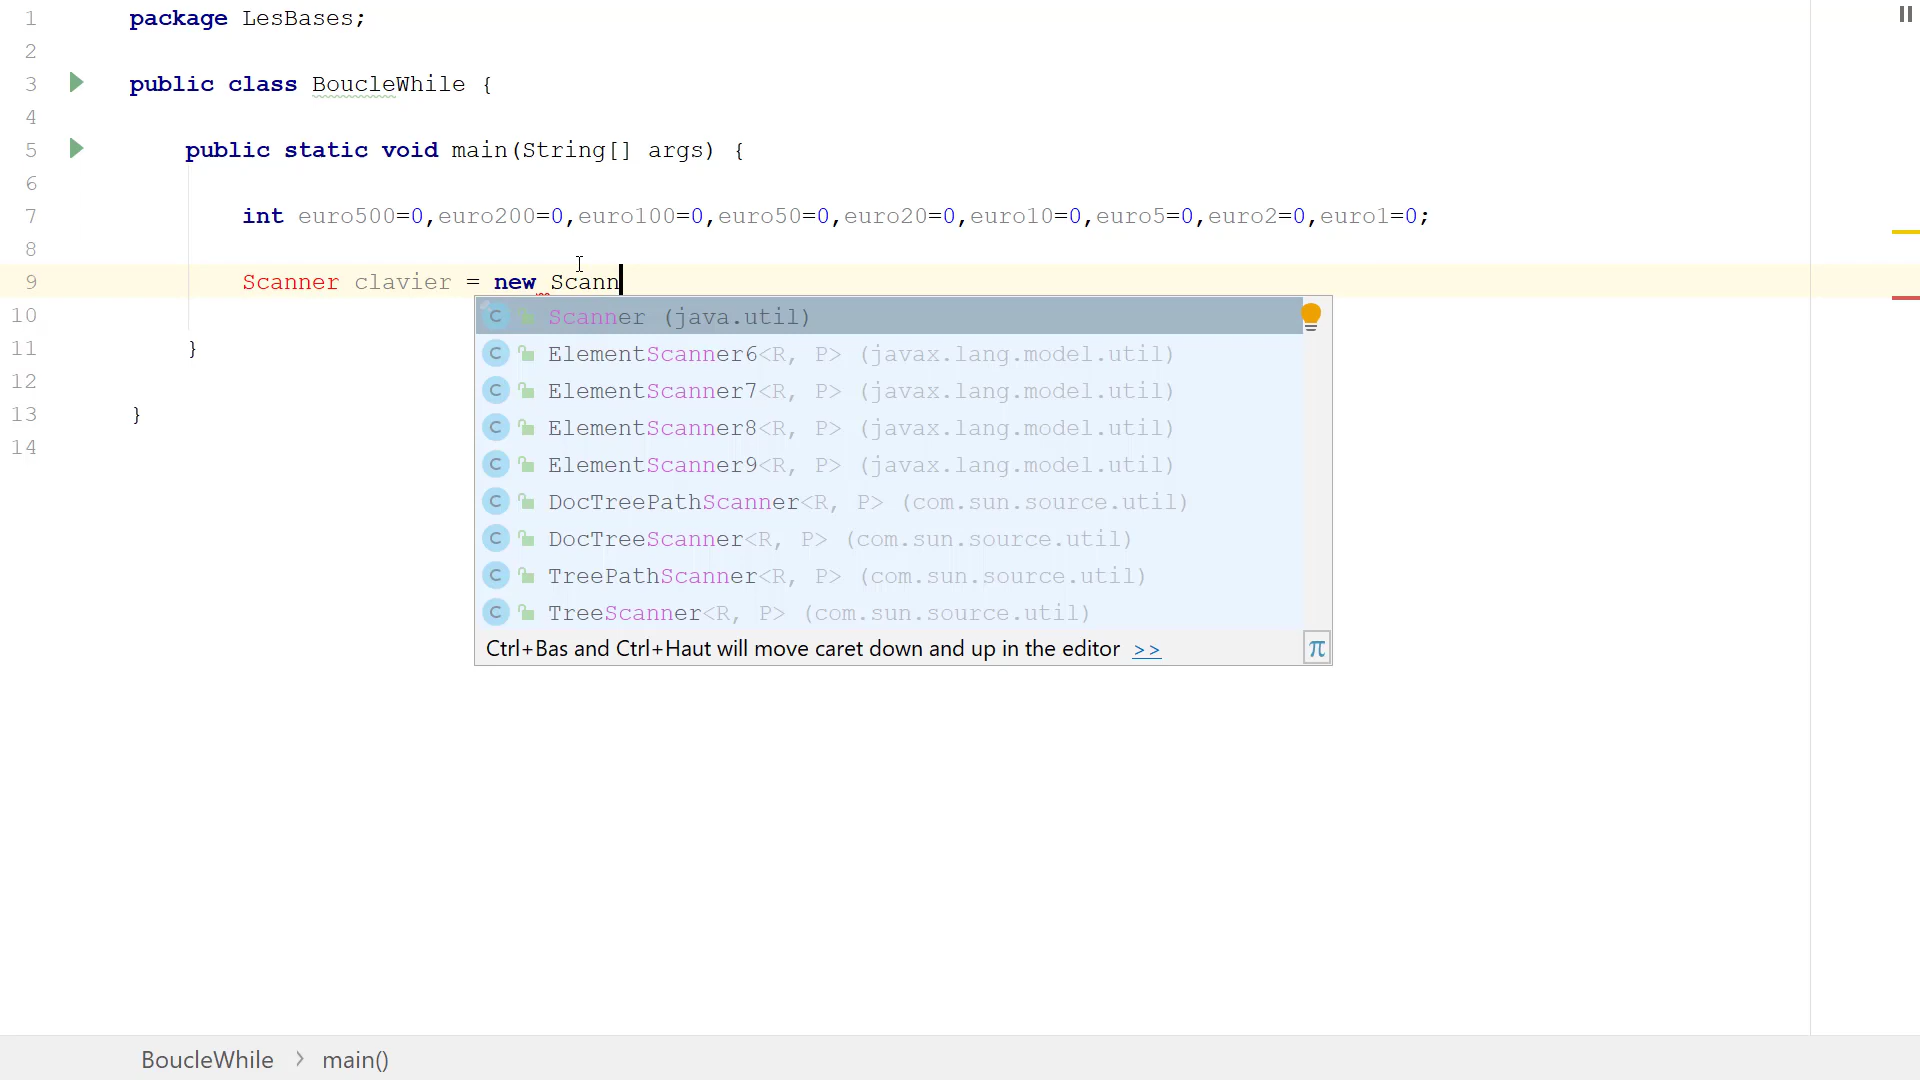 1 package LesBases;
2
3 public class BoucleWhile {
4
5 public static void main(String[] args) {
6
7 int euro500=0,euro200=0,euro100=0,euro50=0,euro20=0,euro10=0,euro5=0,euro2=0,euro1=0;
8
9 Scanner clavier = new Scann
C Scanner (java.util)
C ElementScanner6<R, P> (javax.lang.model.util)
C ElementScanner7<R, P> (javax.lang.model.util)
C ElementScanner8<R, P> (javax.lang.model.util)
C ElementScanner9<R, P> (javax.lang.model.util)
C DocTreePathScanner<R, P> (com.sun.source.util)
C DocTreeScanner<R, P> (com.sun.source.util)
C TreePathScanner<R, P> (com.sun.source.util)
C TreeScanner<R, P> (com.sun.source.util)
Ctrl+Bas and Ctrl+Haut will move caret down and up in the editor >> π
10
11 }
12
13 }
14
BoucleWhile > main()